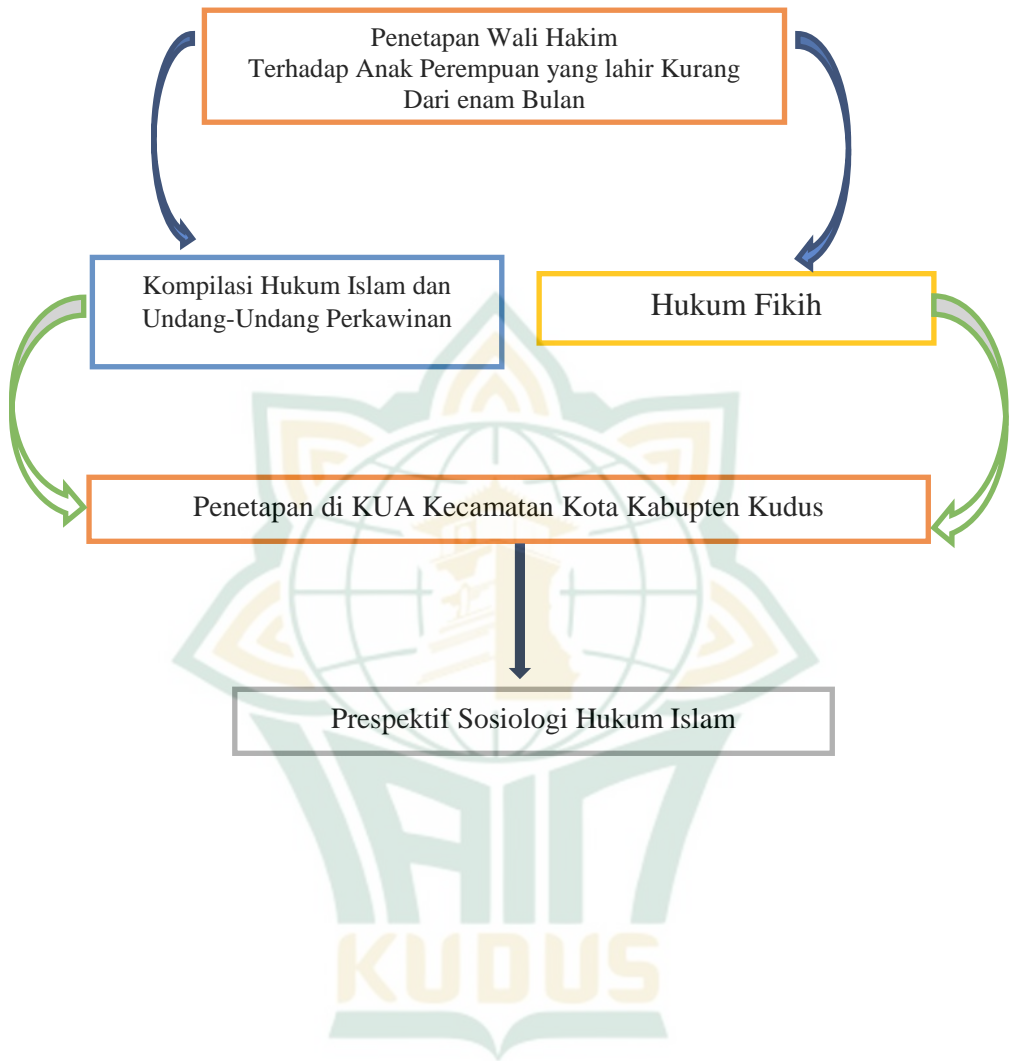 Penetapan Wali Hakim
Terhadap Anak Perempuan yang lahir Kurang
Dari enam Bulan
Kompilasi Hukum Islam dan
Undang-Undang Perkawinan
Hukum Fikih
Penetapan di KUA Kecamatan Kota Kabupten Kudus
Prespektif Sosiologi Hukum Islam
IAIN
KUDUS